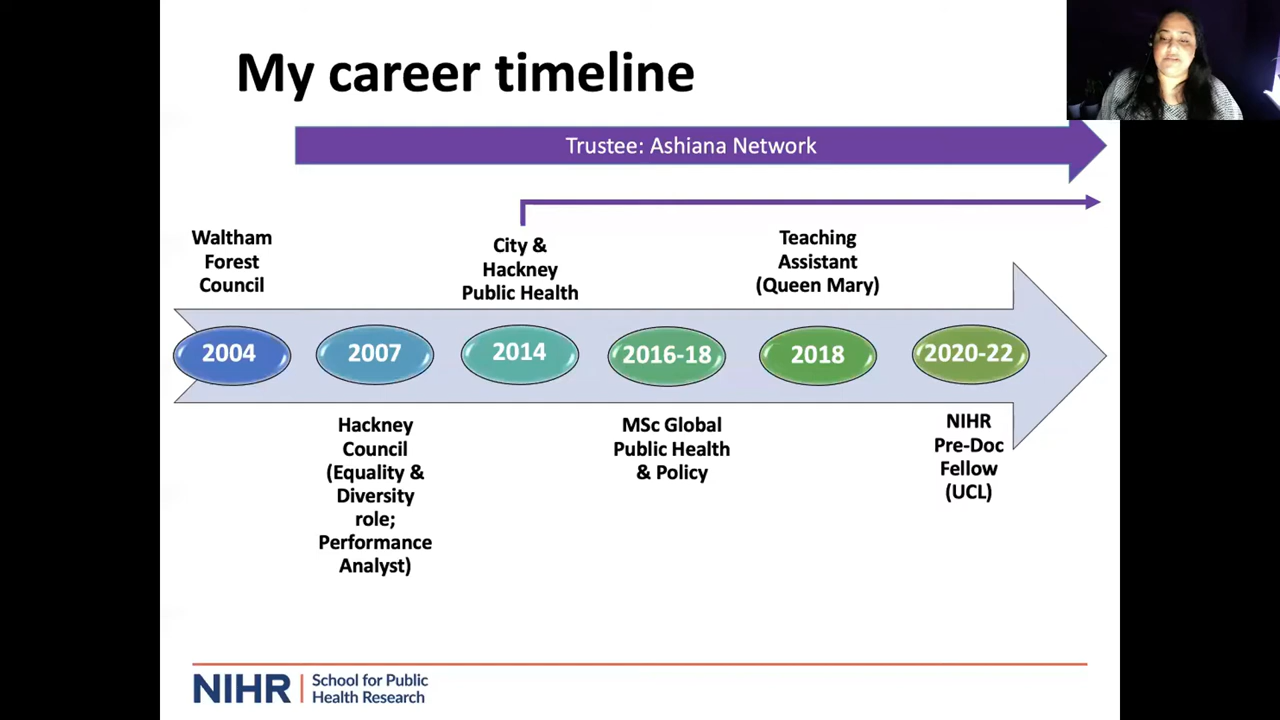 My career timeline
Trustee: Ashiana Network
Waltham
Forest
Council
City &
Hackney
Public Health
Teaching
Assistant
(Queen Mary)
2004
2007
2014
2016-18
2018
2020-22
Hackney
Council
(Equality &
Diversity
role;
Performance
Analyst)
MSc Global
Public Health
& Policy
NIHR
Pre-Doc
Fellow
(UCL)
NIHR
School for Public
Health Research